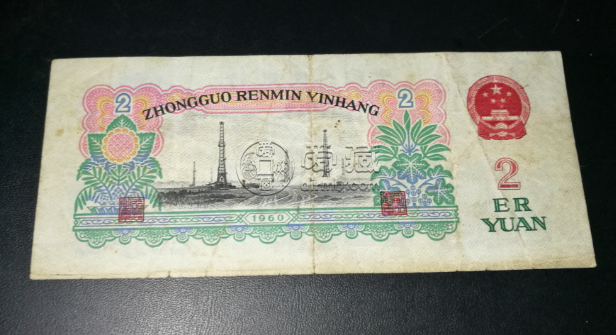 2
ZHONGGUO RENMIN YINHANG
2
2
ER
YUAN
1960